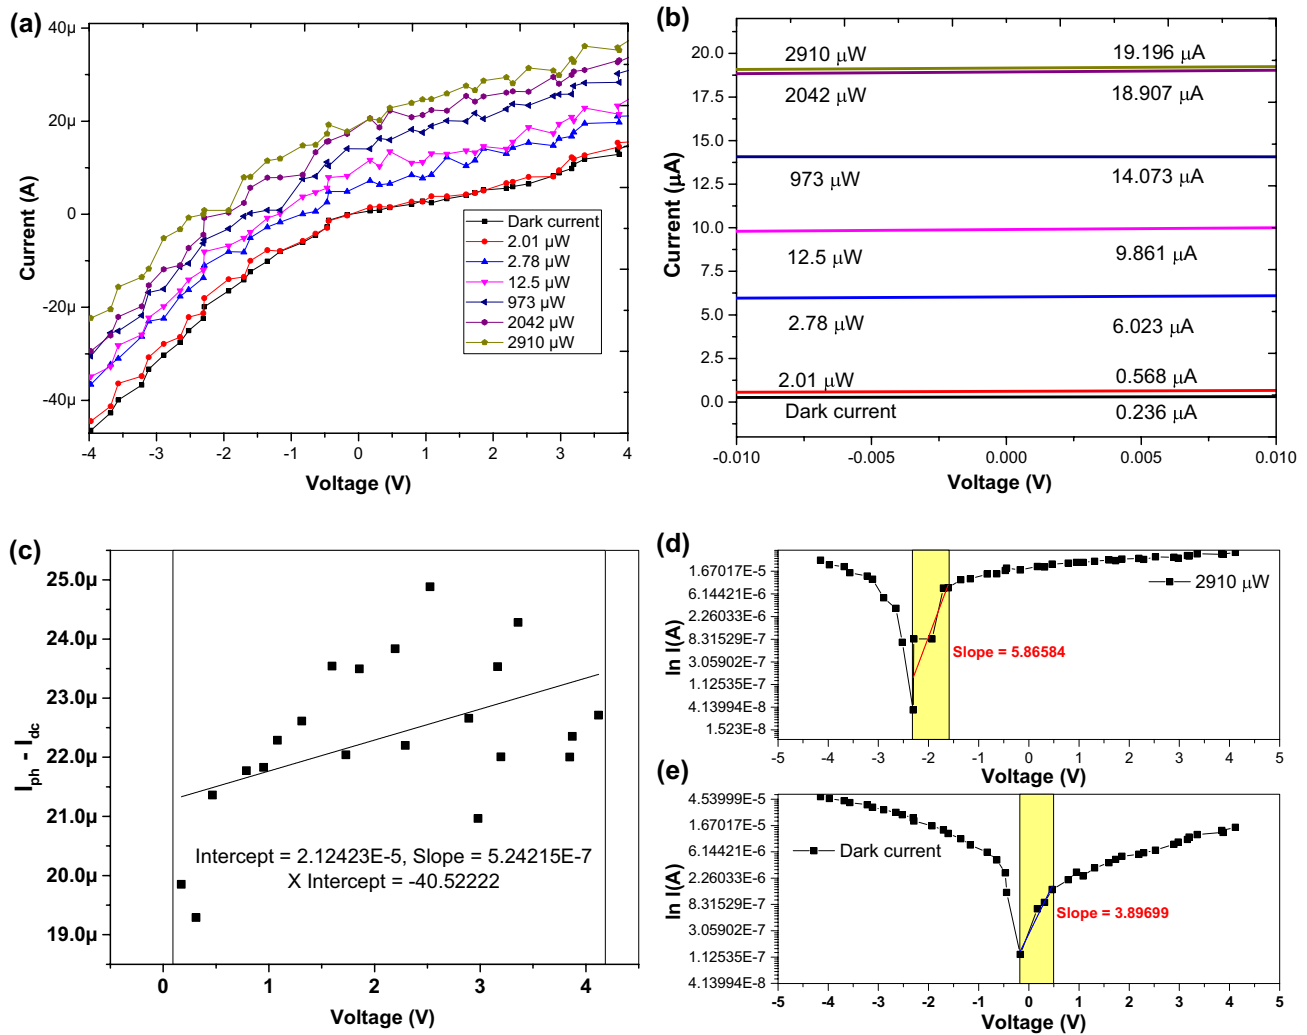 (a)
40µ
20µ
0
-20µ
-40µ
Current (A)
-4 -3 -2 -1 0 1 2 3 4
Voltage (V)
Dark current
2.01 µW
2.78 µW
12.5 µW
973 µW
2042 µW
2910 µW
(b)
20.0
17.5
15.0
12.5
10.0
7.5
5.0
2.5
0.0
Current (µA)
2910 µW 19.196 µA
2042 µW 18.907 µA
973 µW 14.073 µA
12.5 µW 9.861 µA
2.78 µW 6.023 µA
2.01 µW 0.568 µA
Dark current 0.236 µA
-0.010 -0.005 0.000 0.005 0.010
Voltage (V)
(c)
25.0µ
24.0µ
23.0µ
22.0µ
21.0µ
20.0µ
19.0µ
Iph - Idc
Intercept = 2.12423E-5, Slope = 5.24215E-7
X Intercept = -40.52222
0 1 2 3 4
Voltage (V)
(d)
1.67017E-5
6.14421E-6
2.26033E-6
8.31529E-7
3.05902E-7
1.12535E-7
4.13994E-8
1.523E-8
ln I(A)
2910 µW
Slope = 5.86584
-5 -4 -3 -2 -1 0 1 2 3 4 5
Voltage (V)
(e)
4.53999E-5
1.67017E-5
6.14421E-6
2.26033E-6
8.31529E-7
3.05902E-7
1.12535E-7
4.13994E-8
ln I(A)
Dark current
Slope = 3.89699
-5 -4 -3 -2 -1 0 1 2 3 4 5
Voltage (V)